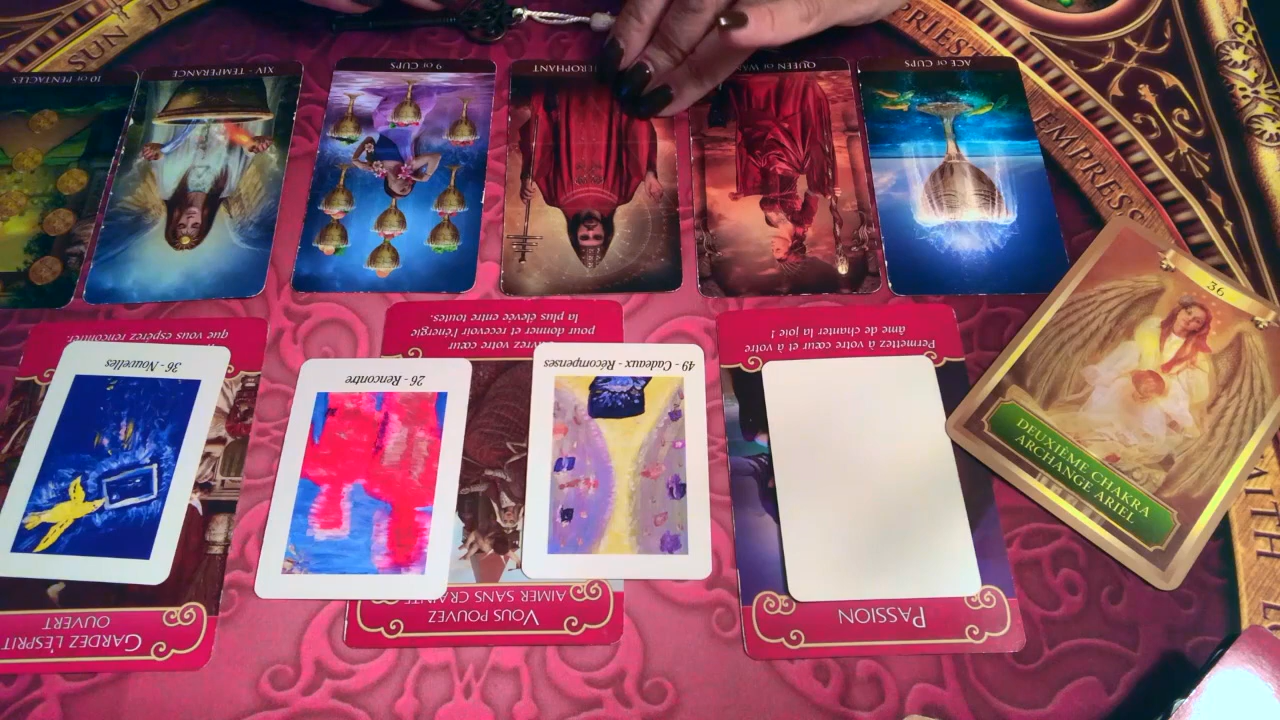 SUN
PRIEST
EMPRESS
10 OF PENTACLES
XIV - TEMPERANCE
9 OF CUPS
QUEEN OF WAN
ACE OF CUPS
que vous espérez rencontrer.
36 - Nouvelles
GARDEZ L'ESPRIT
OUVERT
26 - Rencontre
pour donner et recevoir l'énergie
la plus élevée entre toutes.
49 - Cadeaux - Récompenses
VOUS POUVEZ
AIMER SANS CRAINTE
Permettez à votre cœur et à votre
âme de chanter la joie !
PASSION
36
DEUXIÈME CHAKRA
ARCHANGE ARIEL